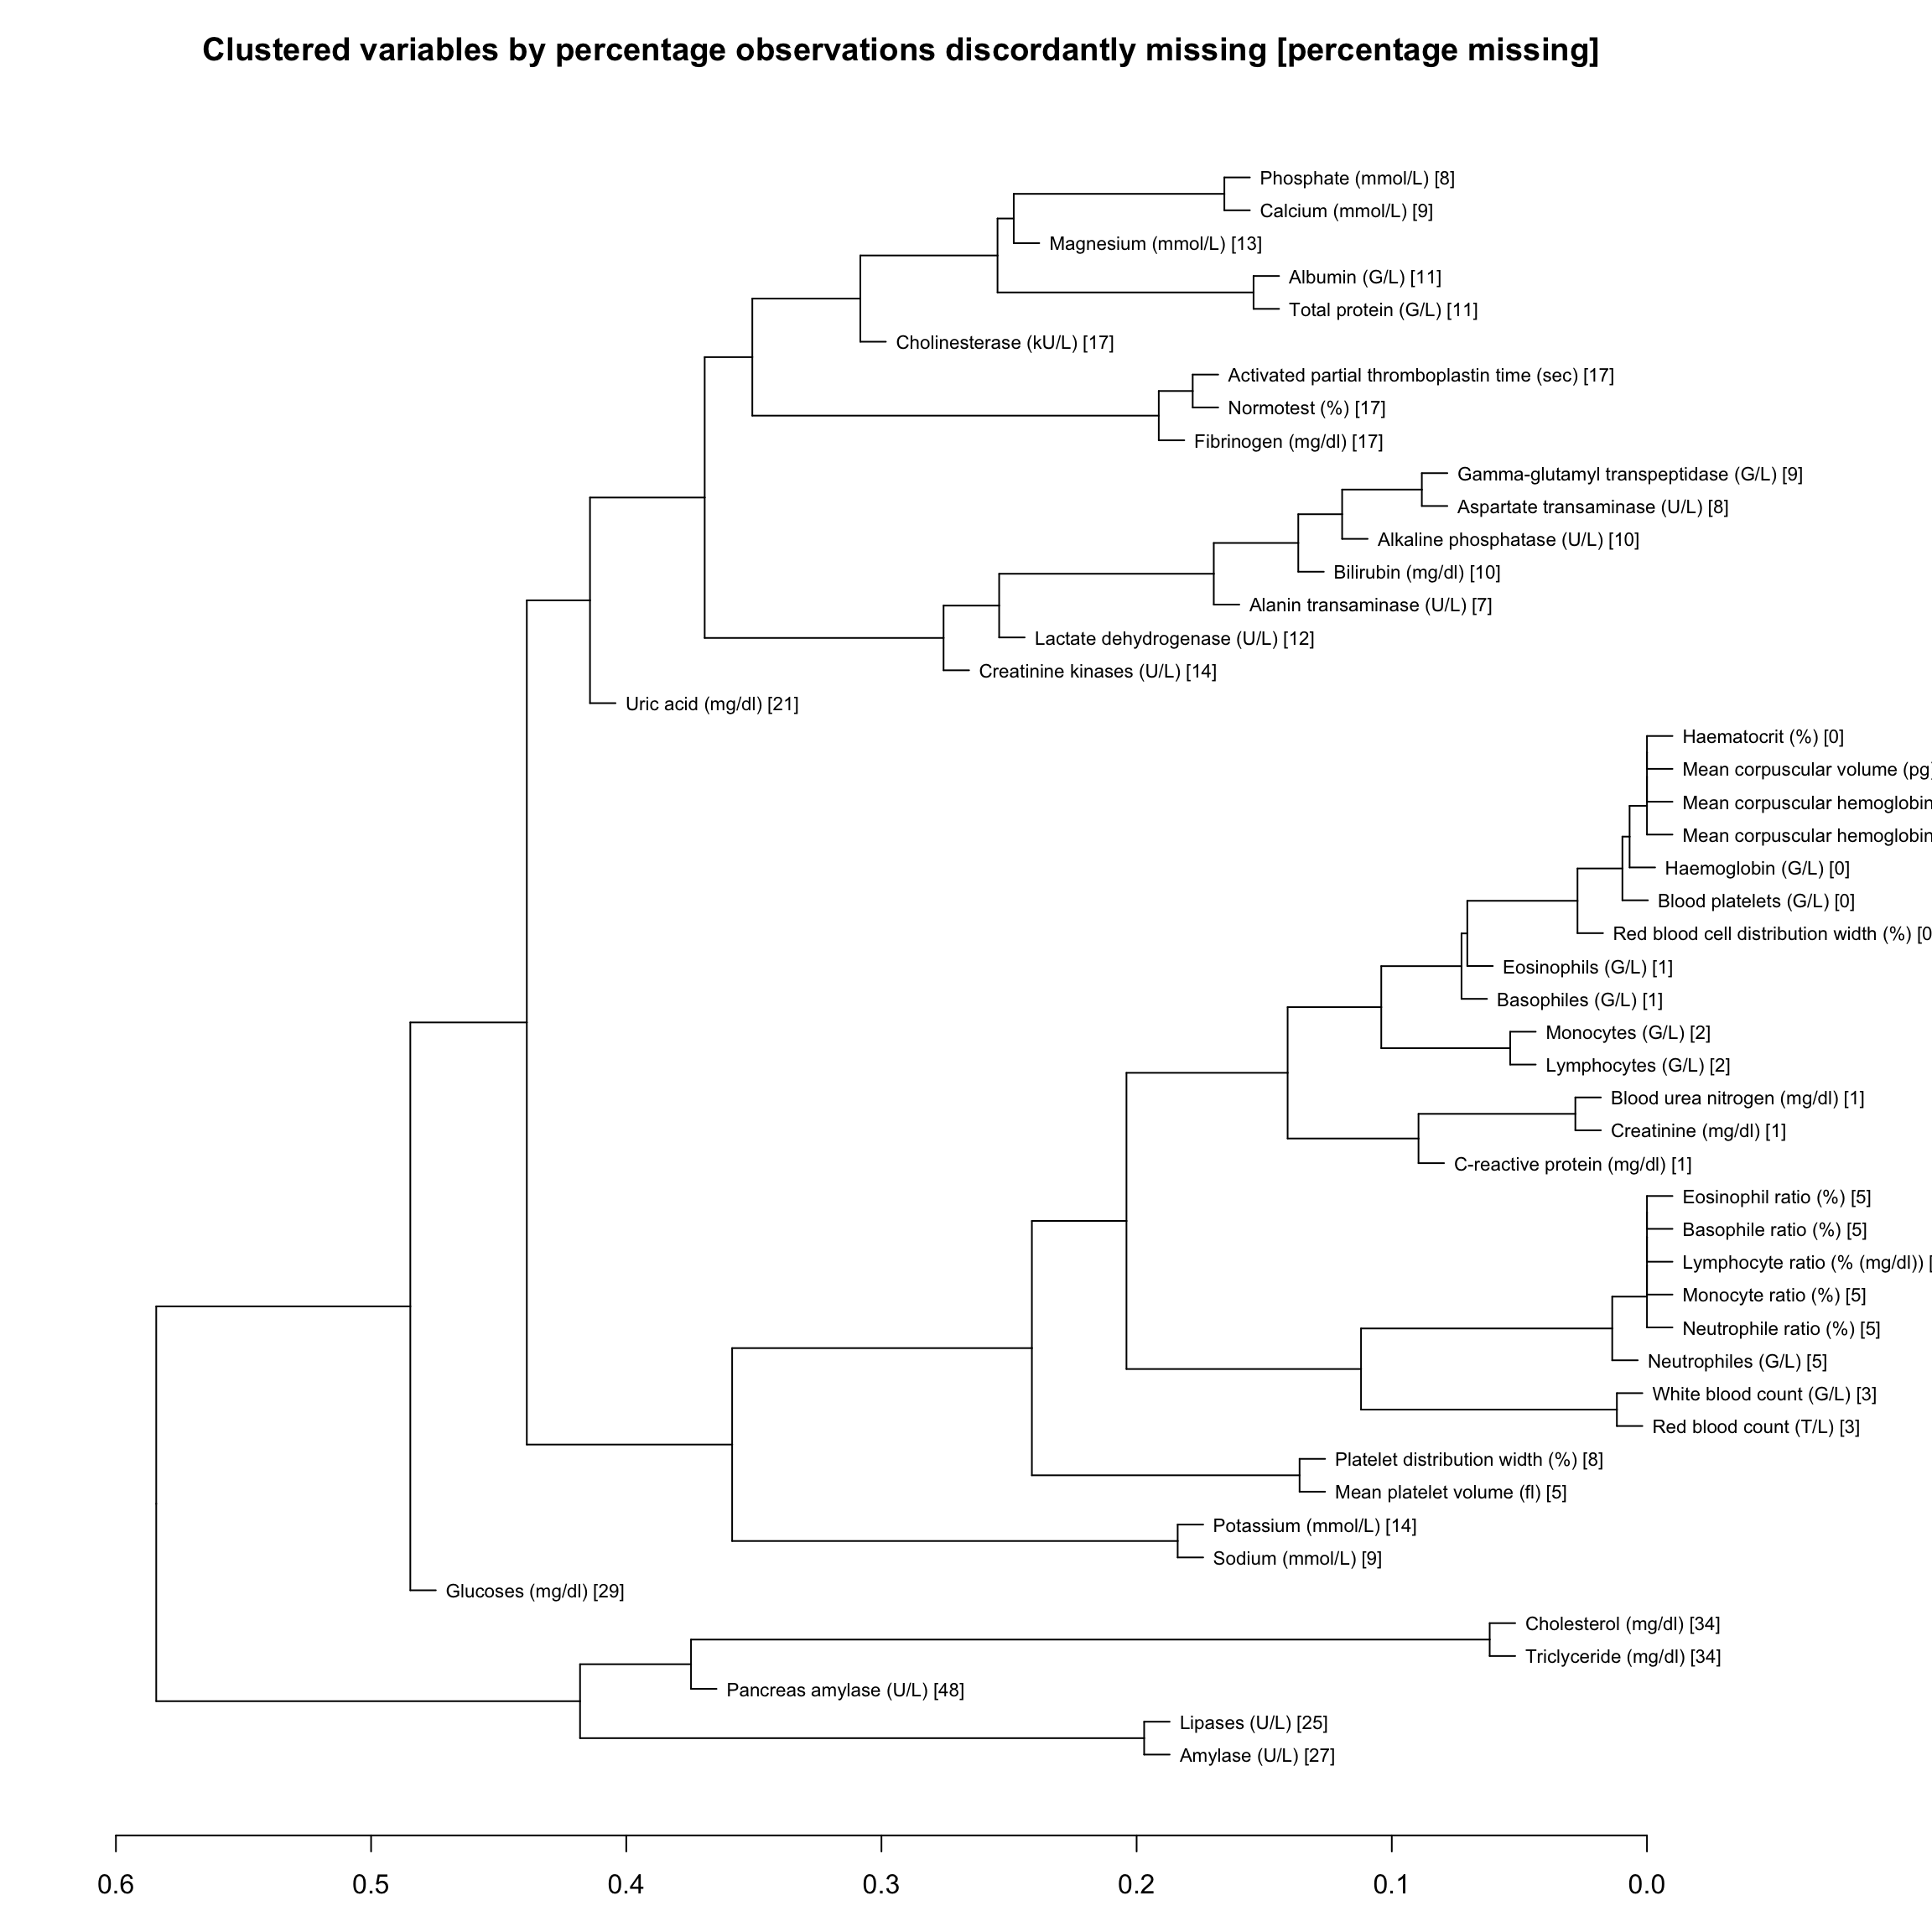 Clustered variables by percentage observations discordantly missing [percentage missing]
Phosphate (mmol/L) [8]
Calcium (mmol/L) [9]
Magnesium (mmol/L) [13]
Albumin (G/L) [11]
Total protein (G/L) [11]
Cholinesterase (kU/L) [17]
Activated partial thromboplastin time (sec) [17]
Normotest (%) [17]
Fibrinogen (mg/dl) [17]
Gamma-glutamyl transpeptidase (G/L) [9]
Aspartate transaminase (U/L) [8]
Alkaline phosphatase (U/L) [10]
Bilirubin (mg/dl) [10]
Alanin transaminase (U/L) [7]
Lactate dehydrogenase (U/L) [12]
Creatinine kinases (U/L) [14]
Uric acid (mg/dl) [21]
Haematocrit (%) [0]
Mean corpuscular volume (pg)
Mean corpuscular hemoglobin
Mean corpuscular hemoglobin
Haemoglobin (G/L) [0]
Blood platelets (G/L) [0]
Red blood cell distribution width (%) [0
Eosinophils (G/L) [1]
Basophiles (G/L) [1]
Monocytes (G/L) [2]
Lymphocytes (G/L) [2]
Blood urea nitrogen (mg/dl) [1]
Creatinine (mg/dl) [1]
C-reactive protein (mg/dl) [1]
Eosinophil ratio (%) [5]
Basophile ratio (%) [5]
Lymphocyte ratio (% (mg/dl)) [
Monocyte ratio (%) [5]
Neutrophile ratio (%) [5]
Neutrophiles (G/L) [5]
White blood count (G/L) [3]
Red blood count (T/L) [3]
Platelet distribution width (%) [8]
Mean platelet volume (fl) [5]
Potassium (mmol/L) [14]
Sodium (mmol/L) [9]
Glucoses (mg/dl) [29]
Cholesterol (mg/dl) [34]
Triclyceride (mg/dl) [34]
Pancreas amylase (U/L) [48]
Lipases (U/L) [25]
Amylase (U/L) [27]
0.6 0.5 0.4 0.3 0.2 0.1 0.0